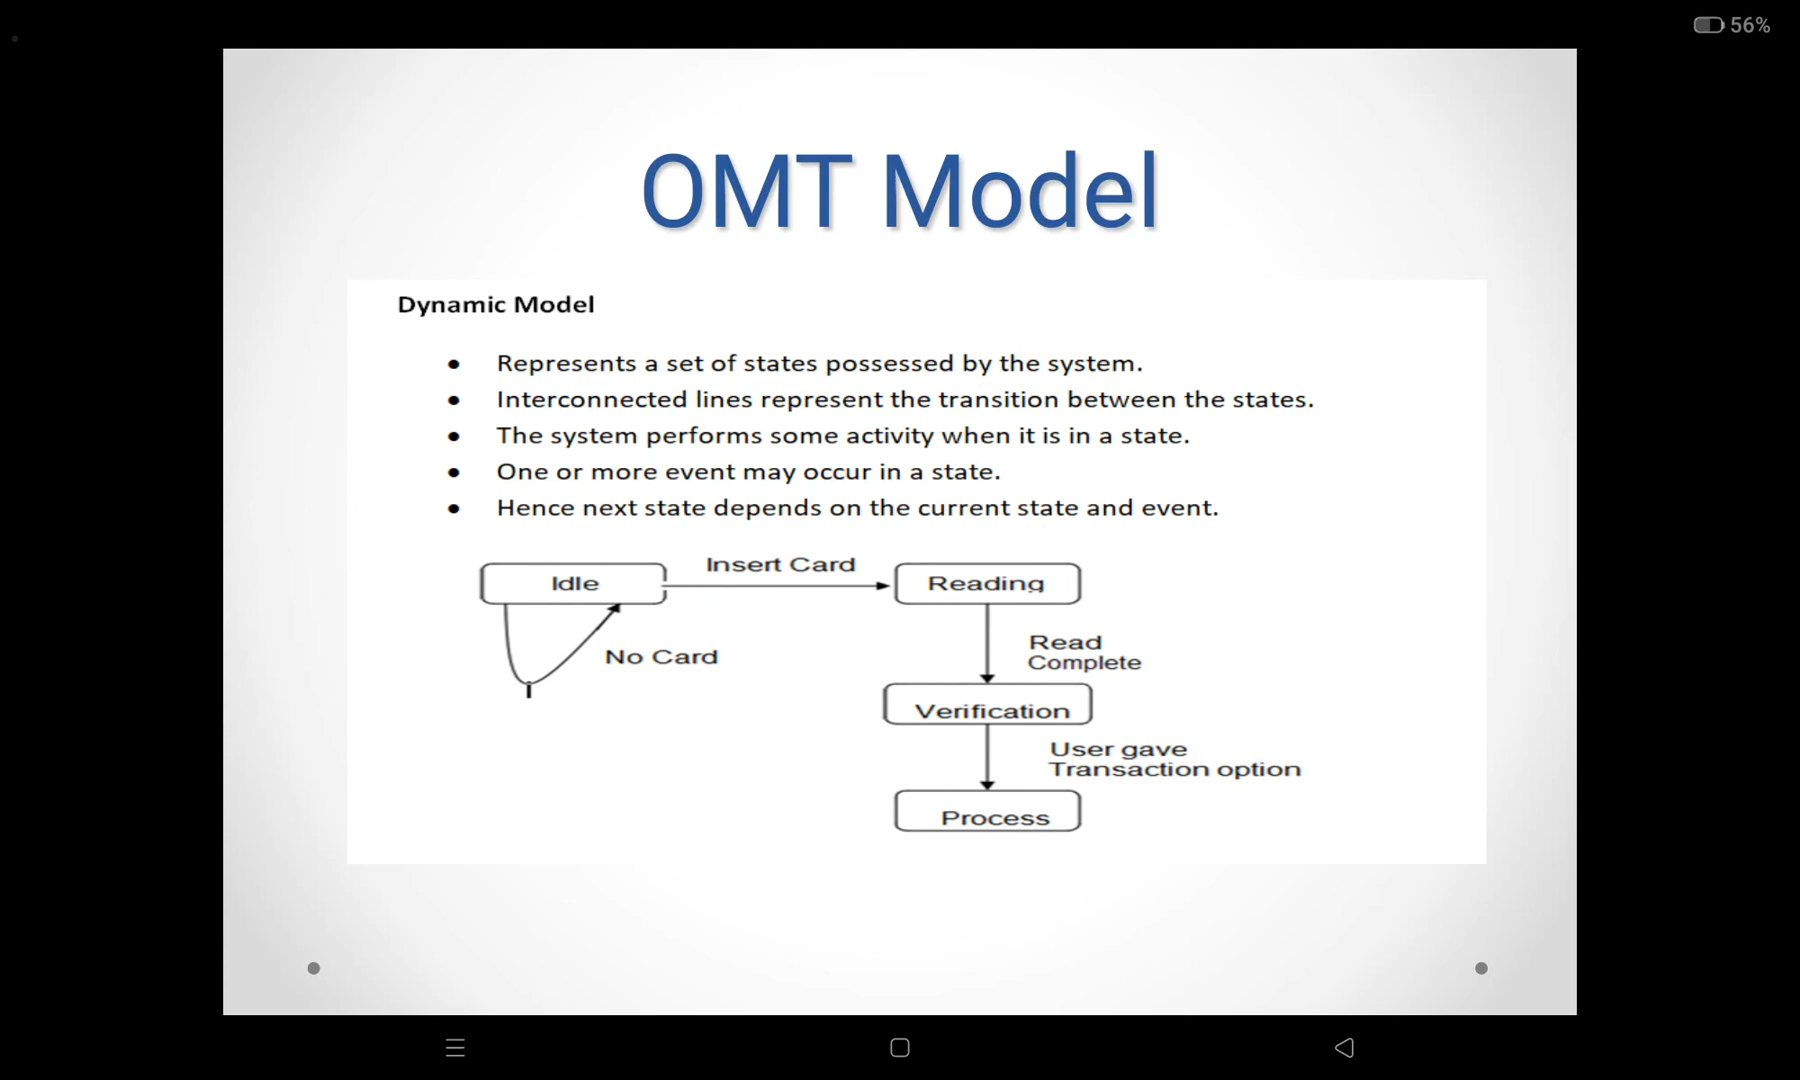 56%
OMT Model
Dynamic Model
• Represents a set of states possessed by the system.
• Interconnected lines represent the transition between the states.
• The system performs some activity when it is in a state.
• One or more event may occur in a state.
• Hence next state depends on the current state and event.
Idle
Insert Card
Reading
No Card
Read
Complete
Verification
User gave
Transaction option
Process